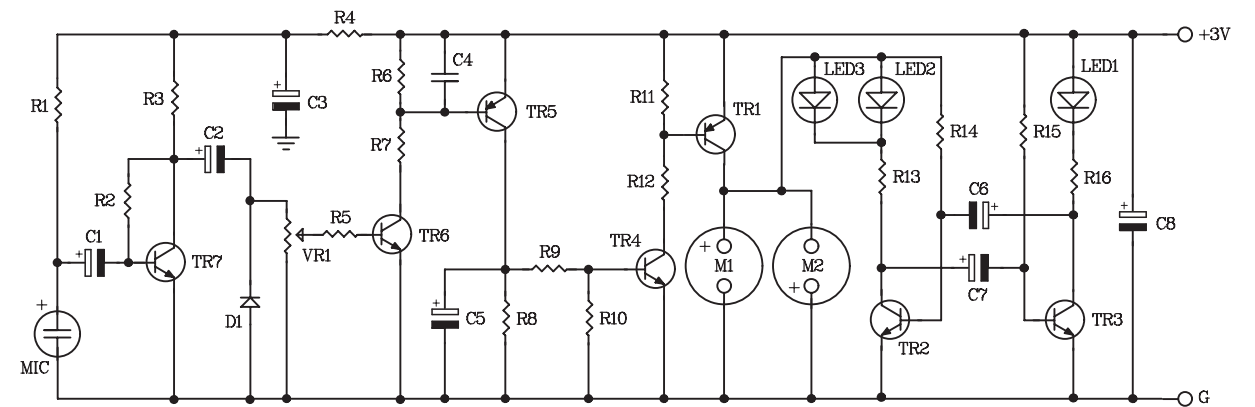 R4
+3V
R1
R3
+
C3
R6
C4
TR5
R11
TR1
LED3
LED2
LED1
C2
+
R7
R14
R15
R2
R12
R13
R16
C1
+
TR7
VR1
R5
TR6
C6
+
+
C8
TR4
R9
+
M1
M2
+
+
C7
+
MIC
D1
+
C5
R8
R10
TR2
TR3
G